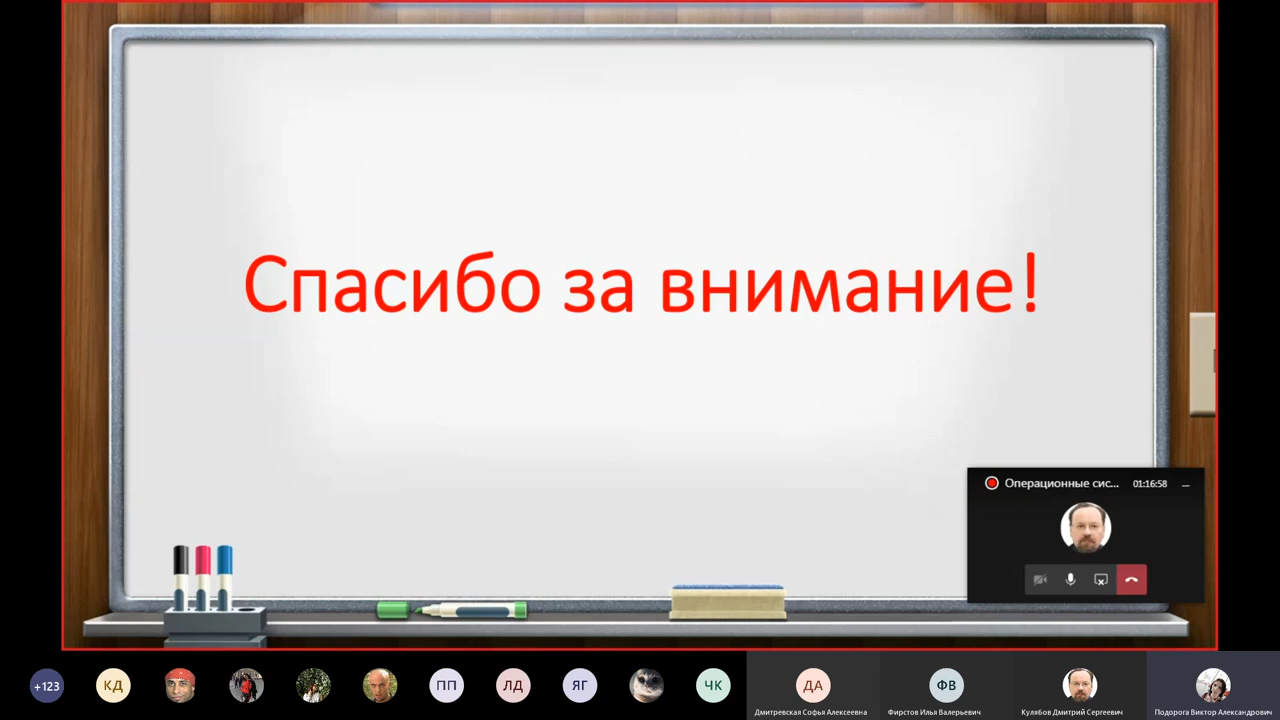 Спасибо за внимание!
Операционные сис... 01:16:58
+123 КД ПП ЛД ЯГ ЧК ДА ФВ
Дмитревская Софья Алексеевна Фирстов Илья Валерьевич Кулябов Дмитрий Сергеевич Подорога Виктор Александрович